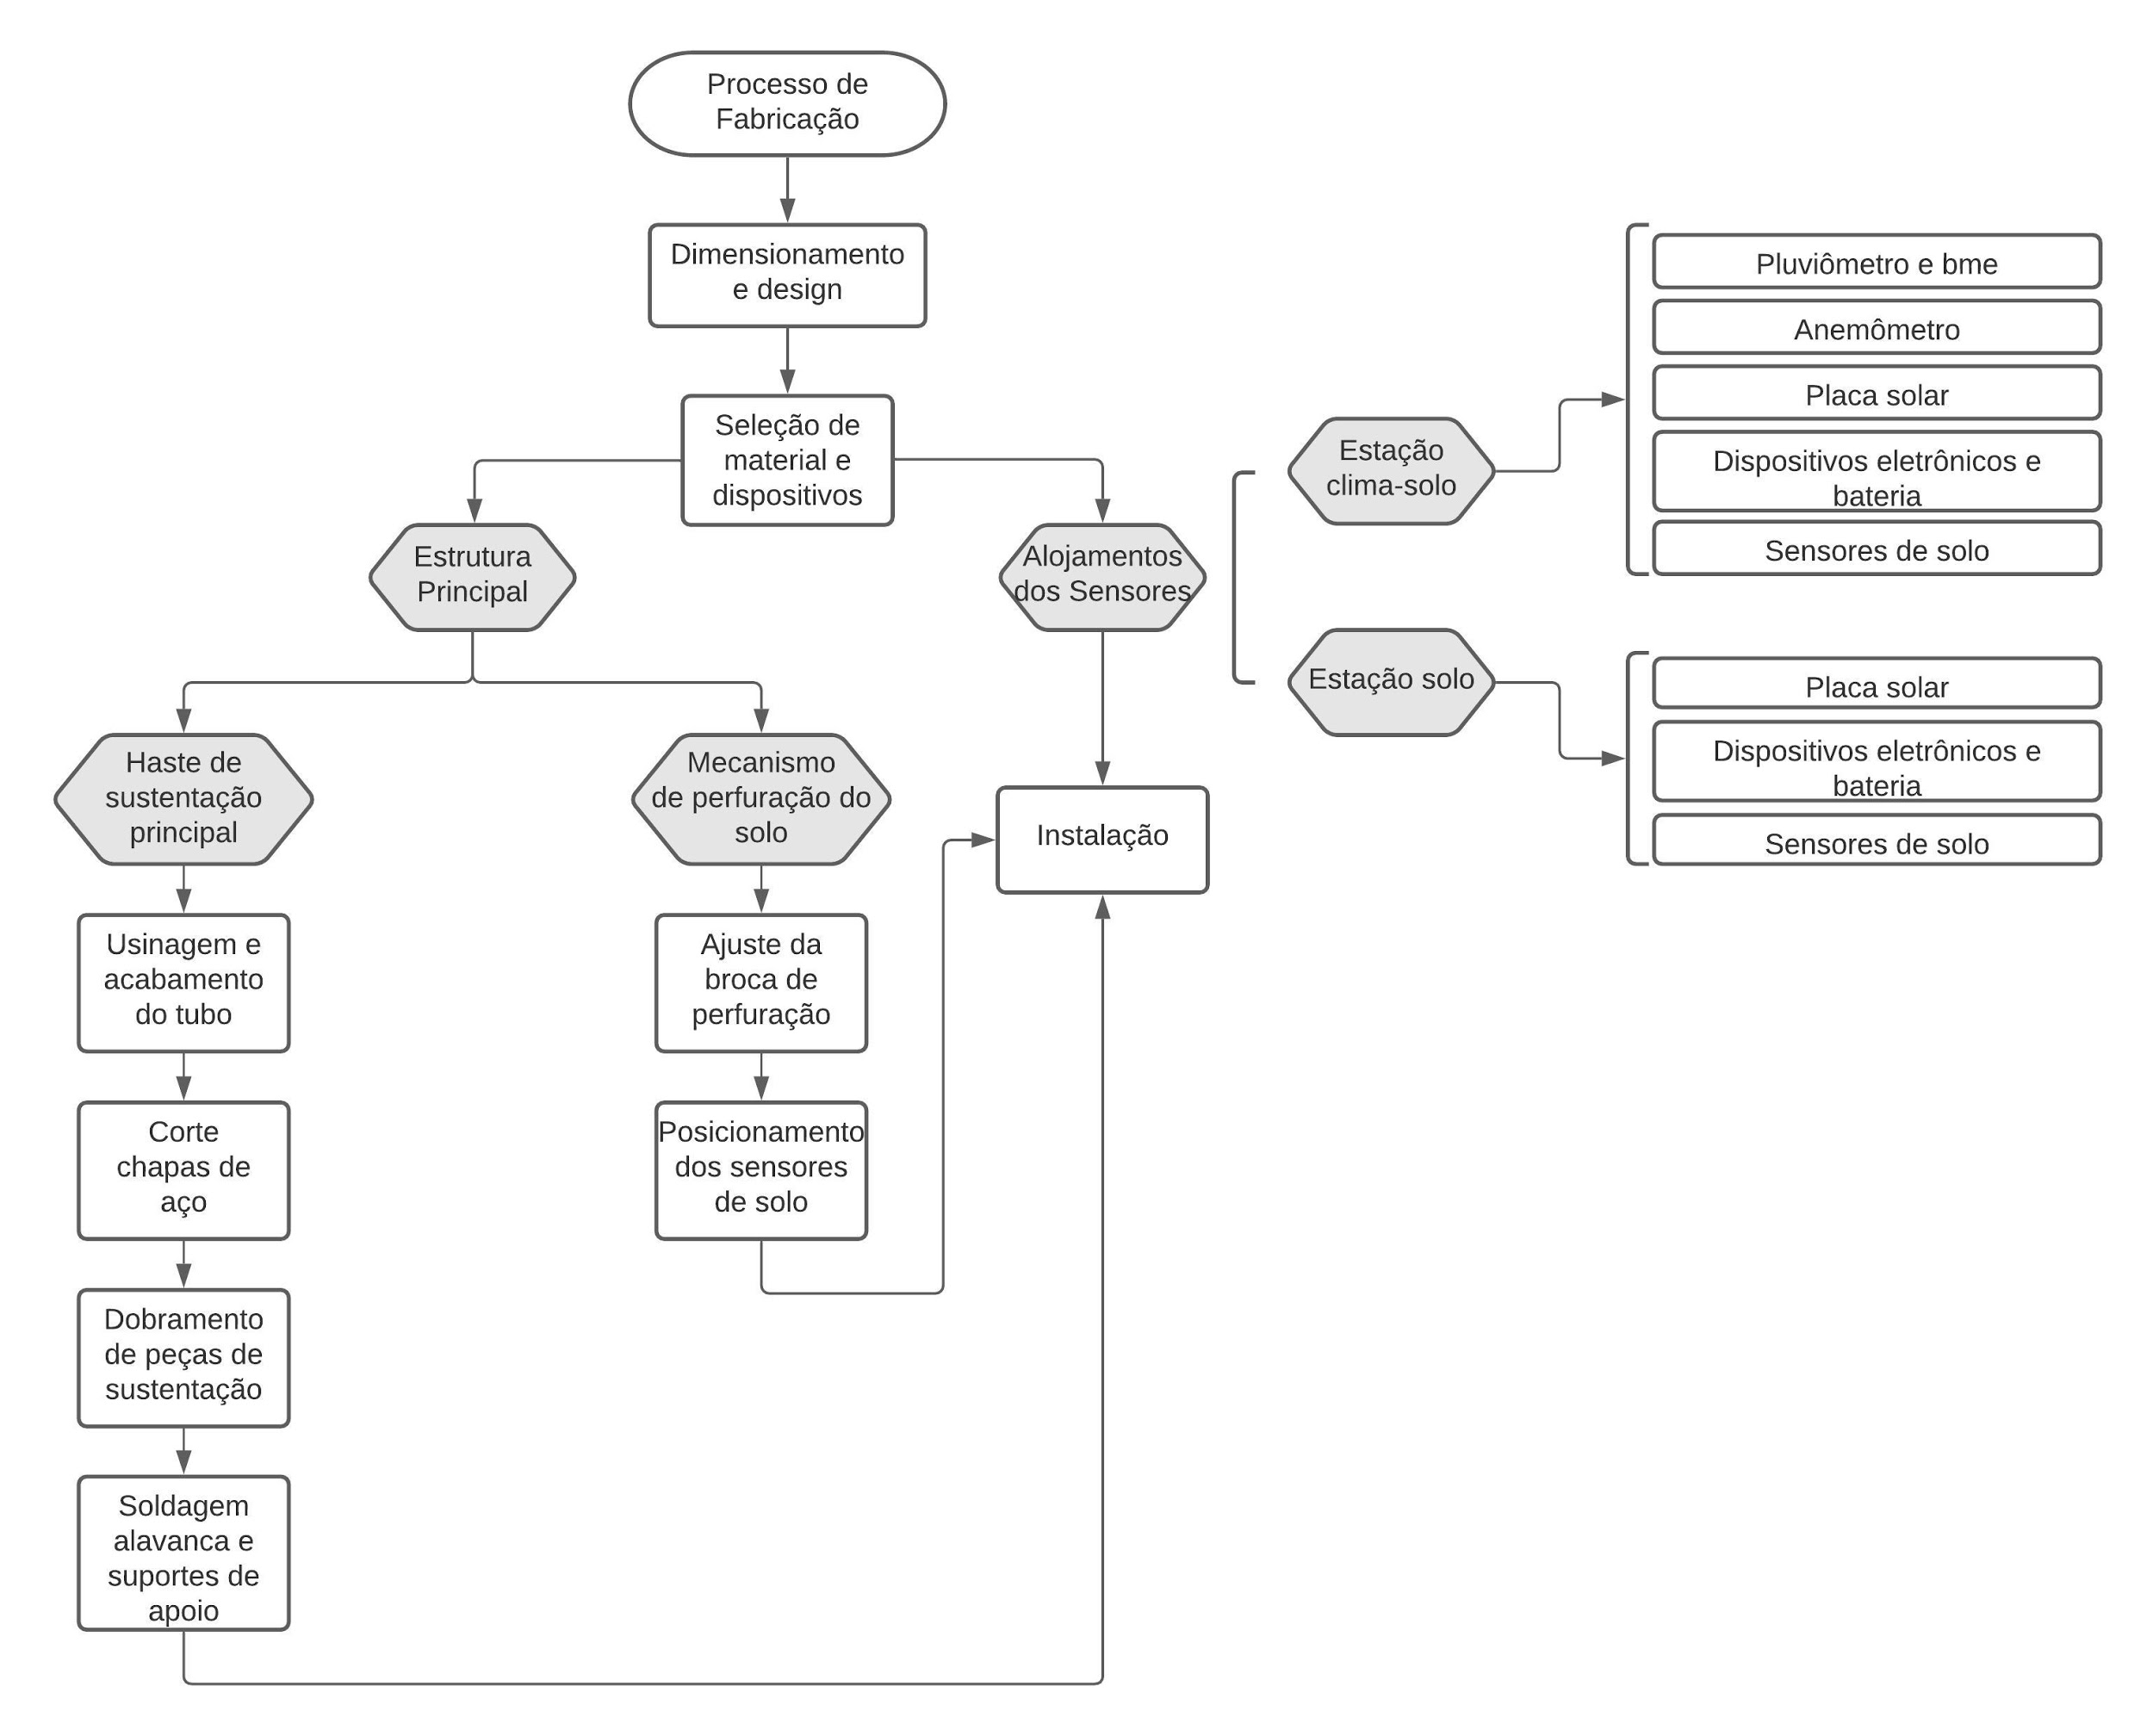 Processo de
Fabricação
Dimensionamento
e design
Seleção de
material e
dispositivos
Estrutura
Principal
Alojamentos
dos Sensores
Estação
clima-solo
Pluviômetro e bme
Anemômetro
Placa solar
Dispositivos eletrônicos e
bateria
Sensores de solo
Estação solo
Placa solar
Dispositivos eletrônicos e
bateria
Sensores de solo
Haste de
sustentação
principal
Mecanismo
de perfuração do
solo
Instalação
Usinagem e
acabamento
do tubo
Ajuste da
broca de
perfuração
Corte
chapas de
aço
Posicionamento
dos sensores
de solo
Dobramento
de peças de
sustentação
Soldagem
alavanca e
suportes de
apoio